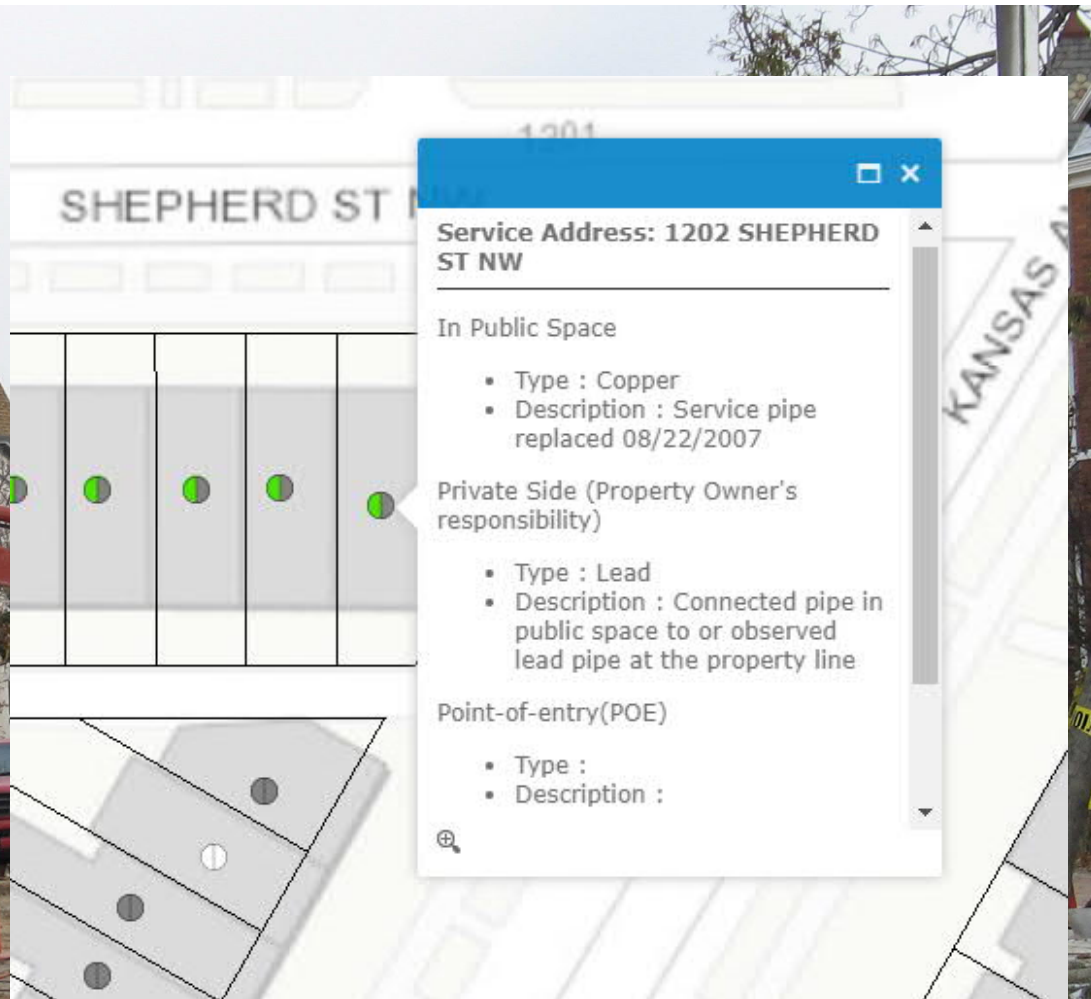 1201
SHEPHERD ST NW
KANSAS
Service Address: 1202 SHEPHERD
ST NW
In Public Space
• Type : Copper
• Description : Service pipe
replaced 08/22/2007
Private Side (Property Owner's
responsibility)
• Type : Lead
• Description : Connected pipe in
public space to or observed
lead pipe at the property line
Point-of-entry(POE)
• Type :
• Description :